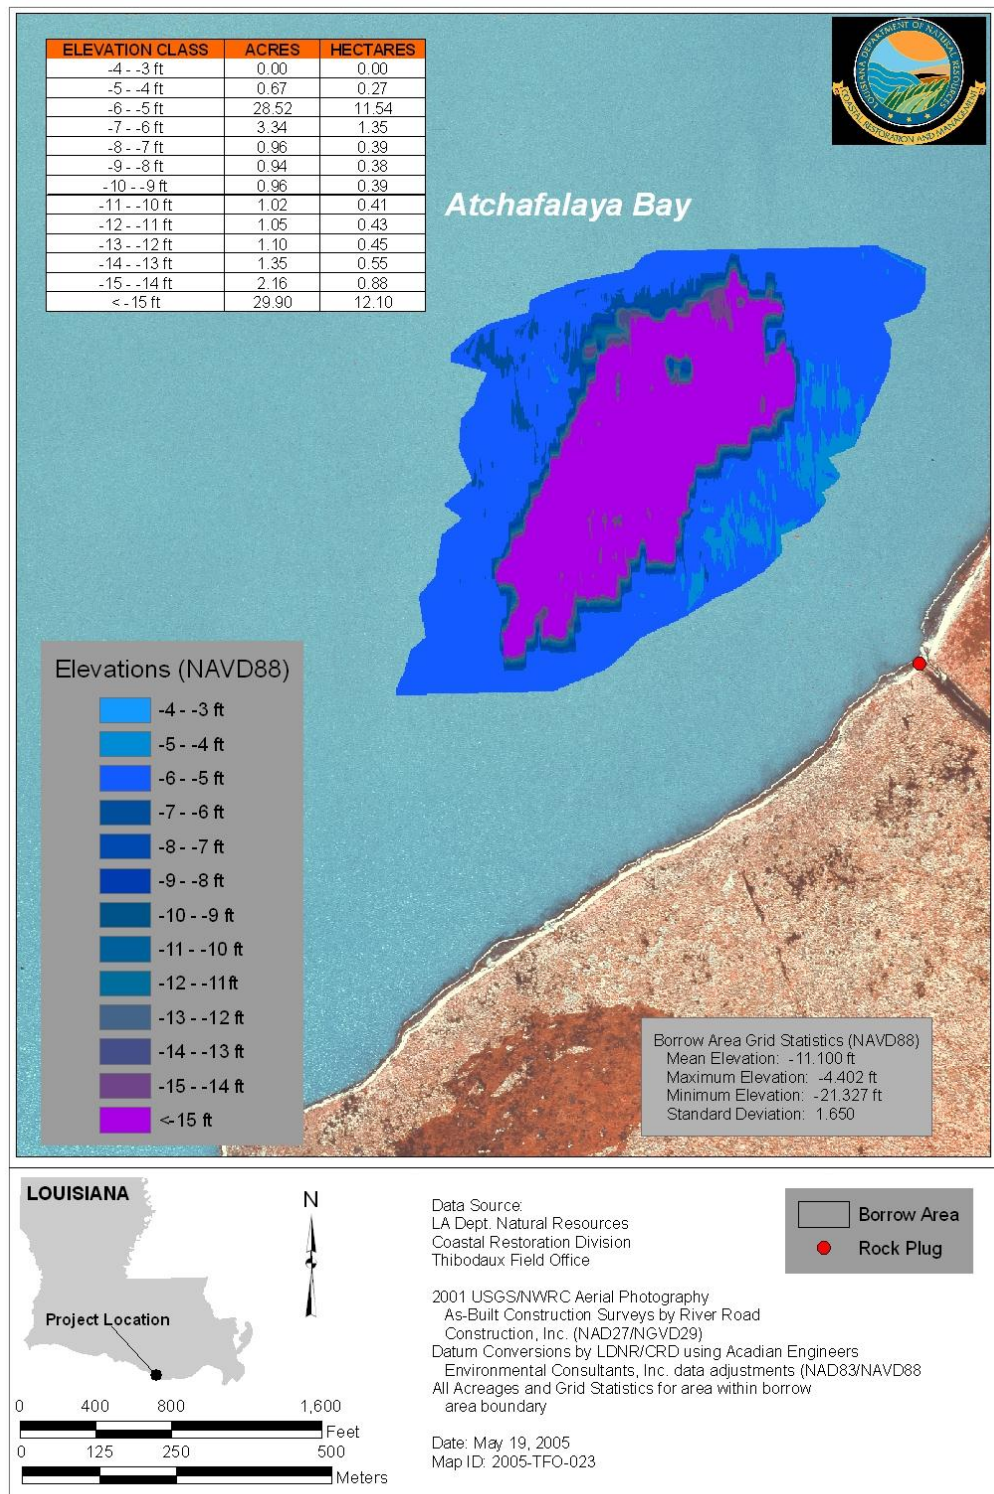 ELEVATION CLASS ACRES HECTARES
-4 - -3 ft 0.00 0.00
-5 - -4 ft 0.67 0.27
-6 - -5 ft 28.52 11.54
-7 - -6 ft 3.34 1.35
-8 - -7 ft 0.96 0.39
-9 - -8 ft 0.94 0.38
-10 - -9 ft 0.96 0.39
-11 - -10 ft 1.02 0.41
-12 - -11 ft 1.05 0.43
-13 - -12 ft 1.10 0.45
-14 - -13 ft 1.35 0.55
-15 - -14 ft 2.16 0.88
< -15 ft 29.90 12.10
LOUISIANA DEPARTMENT OF NATURAL RESOURCES
COASTAL RESTORATION AND MANAGEMENT
Atchafalaya Bay
Elevations (NAVD88)
-4 - -3 ft
-5 - -4 ft
-6 - -5 ft
-7 - -6 ft
-8 - -7 ft
-9 - -8 ft
-10 - -9 ft
-11 - -10 ft
-12 - -11ft
-13 - -12 ft
-14 - -13 ft
-15 - -14 ft
<-15 ft
Borrow Area Grid Statistics (NAVD88)
Mean Elevation: -11.100 ft
Maximum Elevation: -4.402 ft
Minimum Elevation: -21.327 ft
Standard Deviation: 1.650
LOUISIANA
Project Location
N
0 400 800 1,600
Feet
0 125 250 500
Meters
Data Source:
LA Dept. Natural Resources
Coastal Restoration Division
Thibodaux Field Office
2001 USGS/NWRC Aerial Photography
As-Built Construction Surveys by River Road
Construction, Inc. (NAD27/NGVD29)
Datum Conversions by LDNR/CRD using Acadian Engineers
Environmental Consultants, Inc. data adjustments (NAD83/NAVD88
All Acreages and Grid Statistics for area within borrow
area boundary
Date: May 19, 2005
Map ID: 2005-TFO-023
Borrow Area
Rock Plug